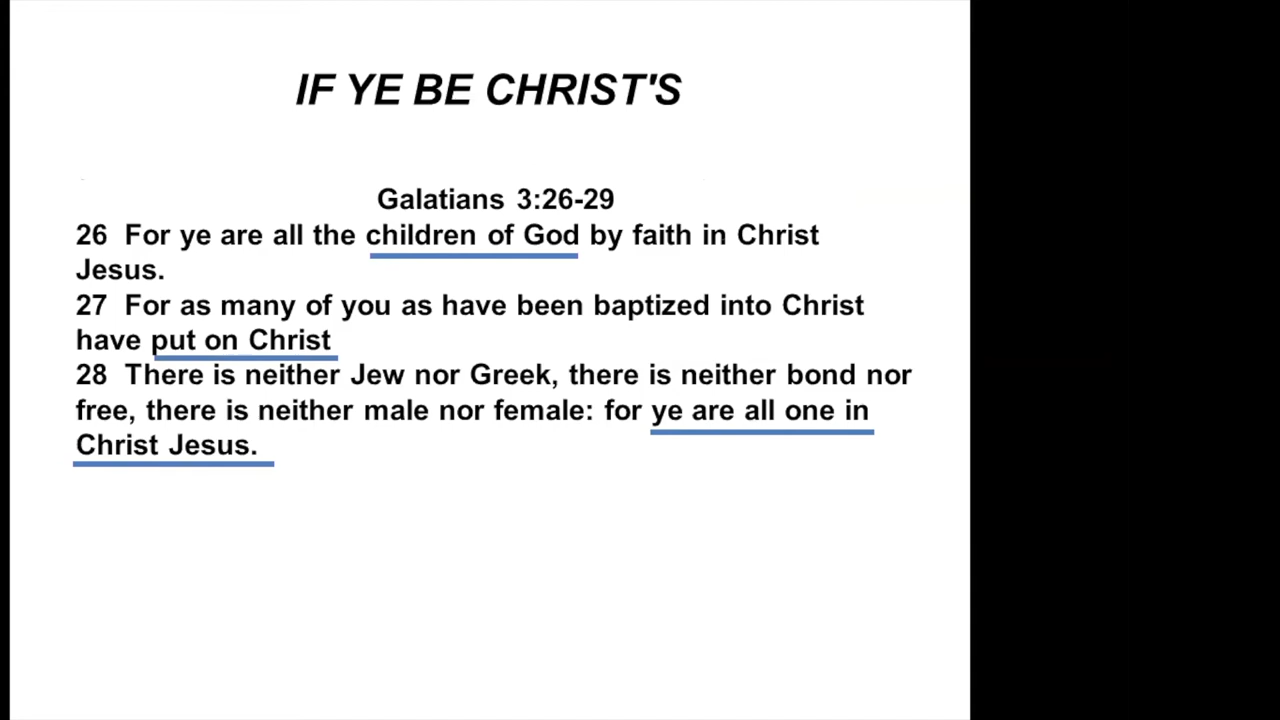 IF YE BE CHRIST'S
Galatians 3:26-29
26 For ye are all the children of God by faith in Christ
Jesus.
27 For as many of you as have been baptized into Christ
have put on Christ
28 There is neither Jew nor Greek, there is neither bond nor
free, there is neither male nor female: for ye are all one in
Christ Jesus.